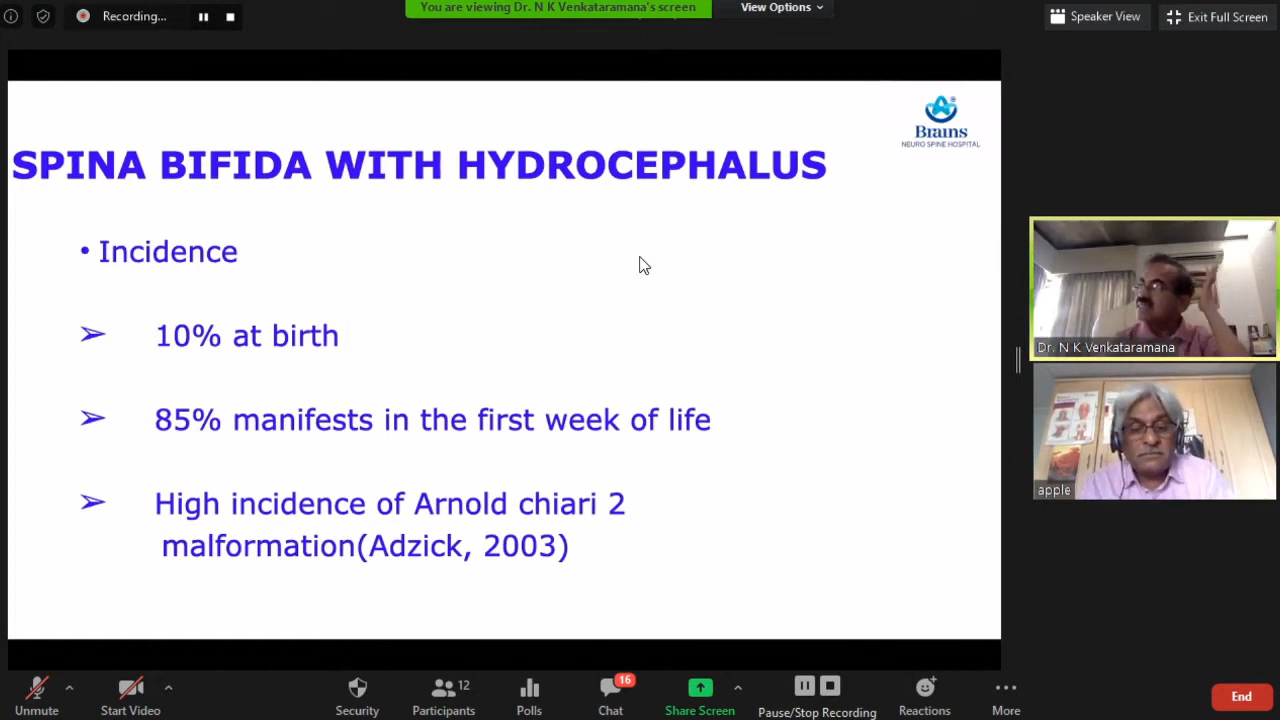 Recording...
You are viewing Dr. N K Venkataramana's screen
View Options
Speaker View
Exit Full Screen
Brains
NEURO SPINE HOSPITAL
SPINA BIFIDA WITH HYDROCEPHALUS
• Incidence
➢ 10% at birth
➢ 85% manifests in the first week of life
➢ High incidence of Arnold chiari 2
malformation(Adzick, 2003)
Dr. N K Venkataramana
apple
Unmute
Start Video
Security
12
Participants
Polls
16
Chat
Share Screen
Pause/Stop Recording
Reactions
More
End